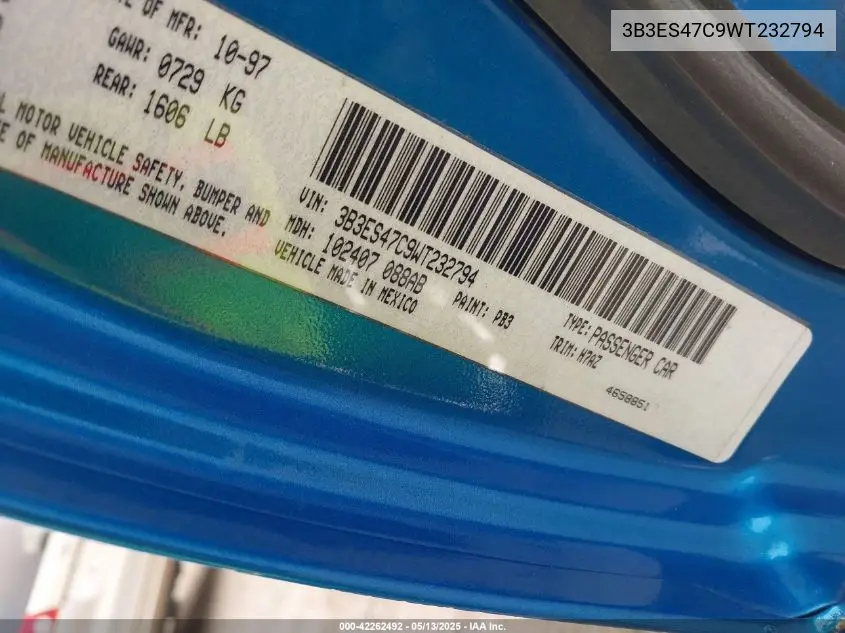 3B3ES47C9WT232794
E OF MFR: 10-97
GAWR: 0729 KG
REAR: 1606 LB
L MOTOR VEHICLE SAFETY, BUMPER AND
E OF MANUFACTURE SHOWN ABOVE.
VIN: 3B3ES47C9WT232794
MDH: 102407 088AB
VEHICLE MADE IN MEXICO
PAINT: PB3
TYPE: PASSENGER CAR
TRIM: H7AZ
4658851
000-42262492 - 05/13/2025 - IAA Inc.